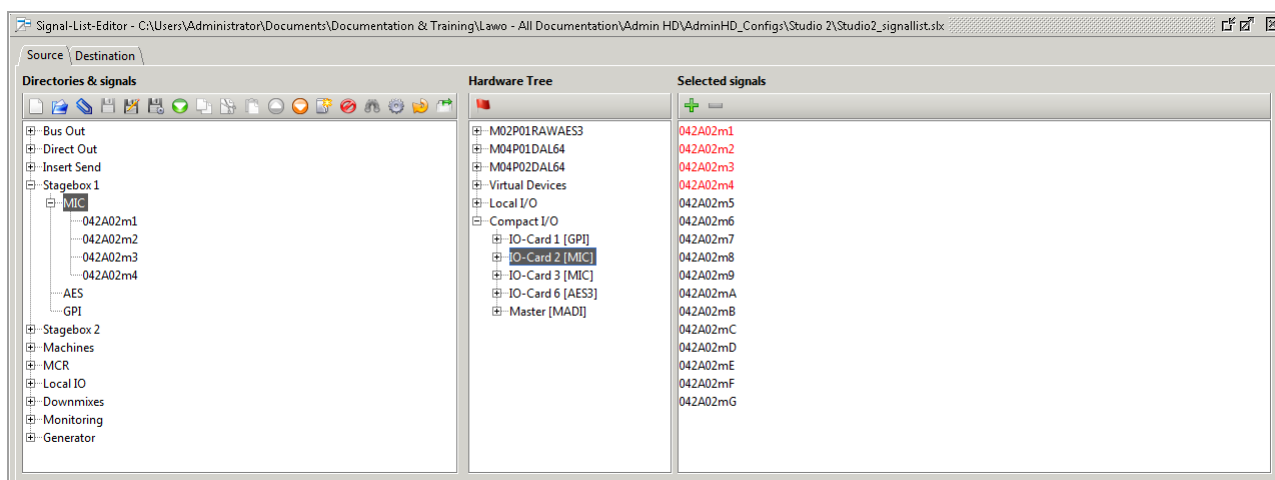 Signal-List-Editor - C:\Users\Administrator\Documents\Documentation & Training\Lawo - All Documentation\Admin HD\AdminHD_Configs\Studio 2\Studio2_signallist.slx
Source
Destination
Directories & signals
Bus Out
Direct Out
Insert Send
Stagebox 1
MIC
042A02m1
042A02m2
042A02m3
042A02m4
AES
GPI
Stagebox 2
Machines
MCR
Local IO
Downmixes
Monitoring
Generator
Hardware Tree
M02P01RAWAES3
M04P01DAL64
M04P02DAL64
Virtual Devices
Local I/O
Compact I/O
IO-Card 1 [GPI]
IO-Card 2 [MIC]
IO-Card 3 [MIC]
IO-Card 6 [AES3]
Master [MADI]
Selected signals
042A02m1
042A02m2
042A02m3
042A02m4
042A02m5
042A02m6
042A02m7
042A02m8
042A02m9
042A02mA
042A02mB
042A02mC
042A02mD
042A02mE
042A02mF
042A02mG